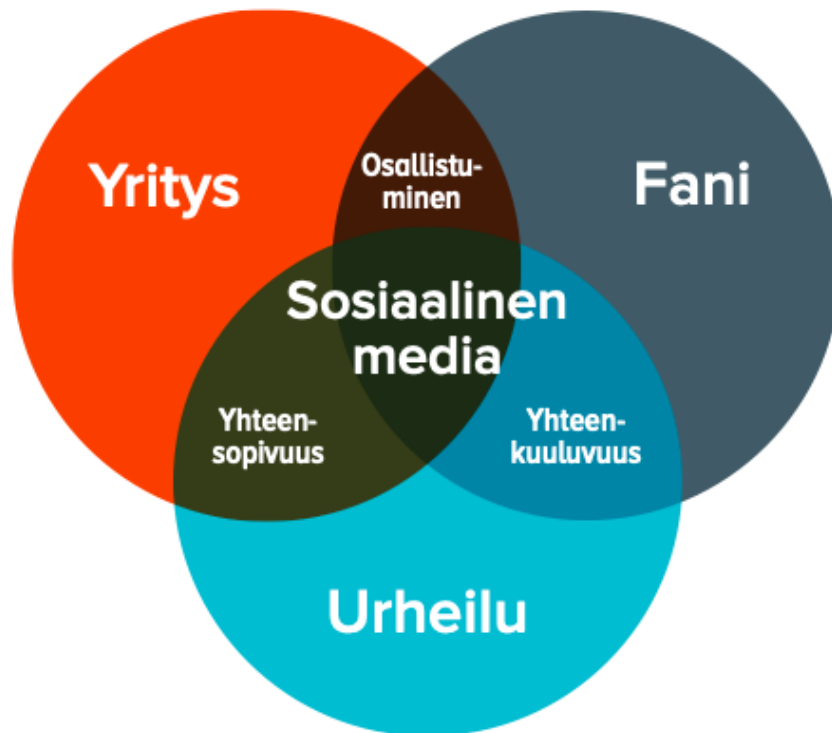 Yritys
Osallistu-
minen
Fani
Sosiaalinen
media
Yhteen-
sopivuus
Yhteen-
kuuluvuus
Urheilu